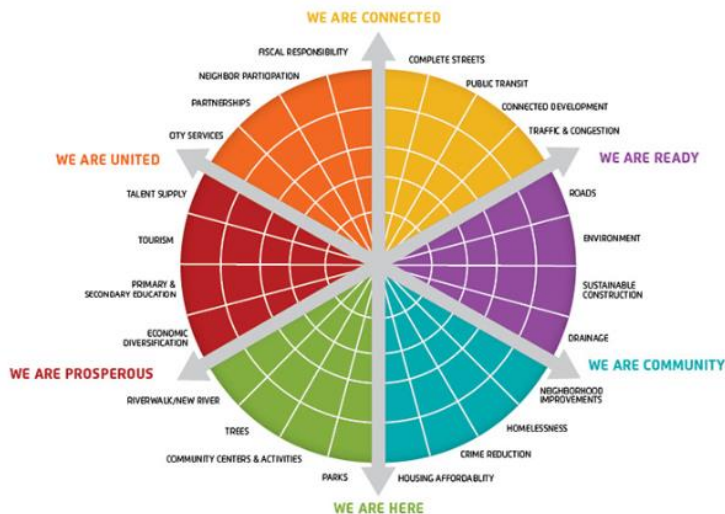 WE ARE CONNECTED
FISCAL RESPONSIBILITY
COMPLETE STREETS
NEIGHBOR PARTICIPATION
PUBLIC TRANSIT
PARTNERSHIPS
CONNECTED DEVELOPMENT
CITY SERVICES
TRAFFIC & CONGESTION
WE ARE UNITED
WE ARE READY
TALENT SUPPLY
ROADS
TOURISM
ENVIRONMENT
PRIMARY &
SECONDARY EDUCATION
SUSTAINABLE
CONSTRUCTION
ECONOMIC
DIVERSIFICATION
DRAINAGE
WE ARE PROSPEROUS
WE ARE COMMUNITY
RIVERWALK/NEW RIVER
NEIGHBORHOOD
IMPROVEMENTS
TREES
HOMELESSNESS
COMMUNITY CENTERS & ACTIVITIES
CRIME REDUCTION
PARKS
HOUSING AFFORDABLITY
WE ARE HERE